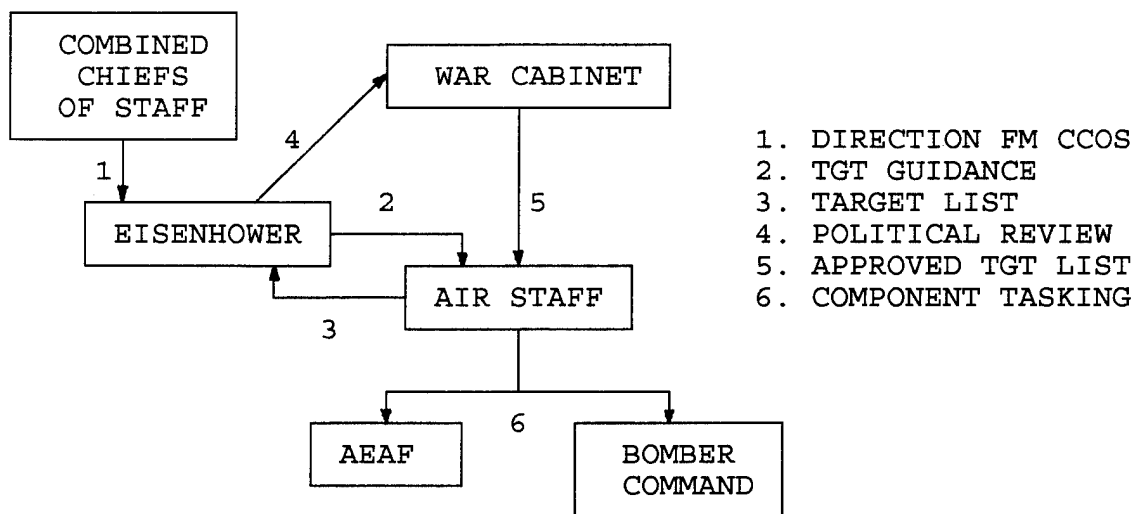 COMBINED
CHIEFS
OF STAFF
WAR CABINET
4
1
EISENHOWER
2
5
AIR STAFF
3
6
AEAF
BOMBER
COMMAND
1. DIRECTION FM CCOS
2. TGT GUIDANCE
3. TARGET LIST
4. POLITICAL REVIEW
5. APPROVED TGT LIST
6. COMPONENT TASKING